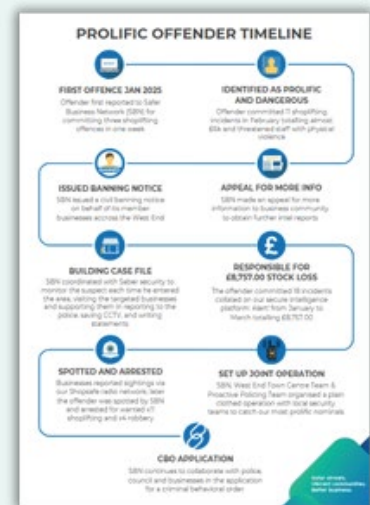 PROLIFIC OFFENDER TIMELINE
FIRST OFFENCE JAN 2025
Offender first reported to Safer
Business Network (SBN) for
committing three shoplifting
offences in one week
IDENTIFIED AS PROLIFIC
AND DANGEROUS
Offender committed 11 shoplifting
incidents in February totalling almost
and threatened staff with physical
violence
ISSUED BANNING NOTICE
SBN issued a civil banning notice
on behalf of its member
businesses accross the West End
APPEAL FOR MORE INFO
SBN made an appeal for more
information to business community
to obtain further intel reports
BUILDING CASE FILE
SBN coordinated with Saber security to
monitor the suspect each time he entered
the area, visiting the targeted businesses
and supporting them in reporting to the
police, saving CCTV, and writing
statements
RESPONSIBLE FOR
£8,757.00 STOCK LOSS
The offender committed 18 incidents
collated on our secure intelligence
platform: Alert! from January to
March totalling £8,757.00
SPOTTED AND ARRESTED
Businesses reported sightings via
our Shopsafe radio network, later
the offender was spotted by SBN
and arrested for wanted x11
shoplifting and x4 robbery
SET UP JOINT OPERATION
SBN, West End Town Centre Team &
Proactive Policing Team organised a plain
clothed operation with local security
teams to catch our most prolific nominals
CBO APPLICATION
SBN continues to collaborate with police,
council and businesses in the application
for a criminal behavioral order
Safer streets,
Vibrant communities,
Better business.